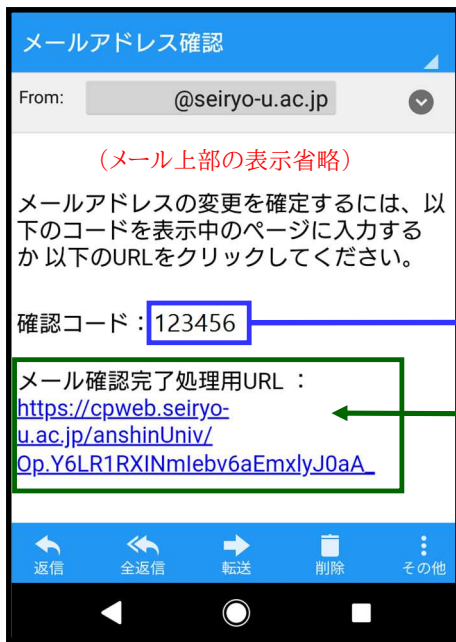 メールアドレス確認
From: @seiryo-u.ac.jp
（メール上部の表示省略）
メールアドレスの変更を確定するには、以
下のコードを表示中のページに入力する
か 以下のURLをクリックしてください。
確認コード：123456
メール確認完了処理用URL ：
https://cpweb.seiryo-
u.ac.jp/anshinUniv/
Op.Y6LR1RXINmIebv6aEmxlyJ0aA_
返信 全返信 転送 削除 その他